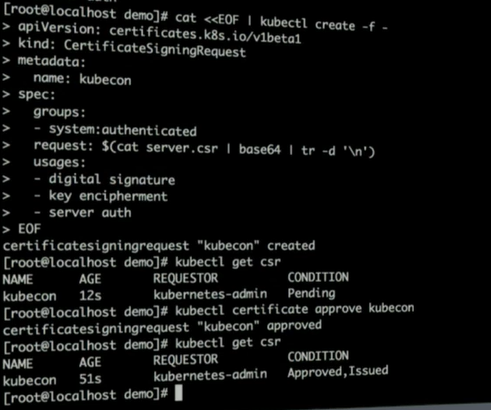 [root@localhost demo]# cat <<EOF | kubectl create -f -
> apiVersion: certificates.k8s.io/v1beta1
> kind: CertificateSigningRequest
> metadata:
>   name: kubecon
> spec:
>   groups:
>   - system:authenticated
>   request: $(cat server.csr | base64 | tr -d '\n')
>   usages:
>   - digital signature
>   - key encipherment
>   - server auth
> EOF
certificatesigningrequest "kubecon" created
[root@localhost demo]# kubectl get csr
NAME      AGE       REQUESTOR          CONDITION
kubecon   12s       kubernetes-admin   Pending
[root@localhost demo]# kubectl certificate approve kubecon
certificatesigningrequest "kubecon" approved
[root@localhost demo]# kubectl get csr
NAME      AGE       REQUESTOR          CONDITION
kubecon   51s       kubernetes-admin   Approved,Issued
[root@localhost demo]#